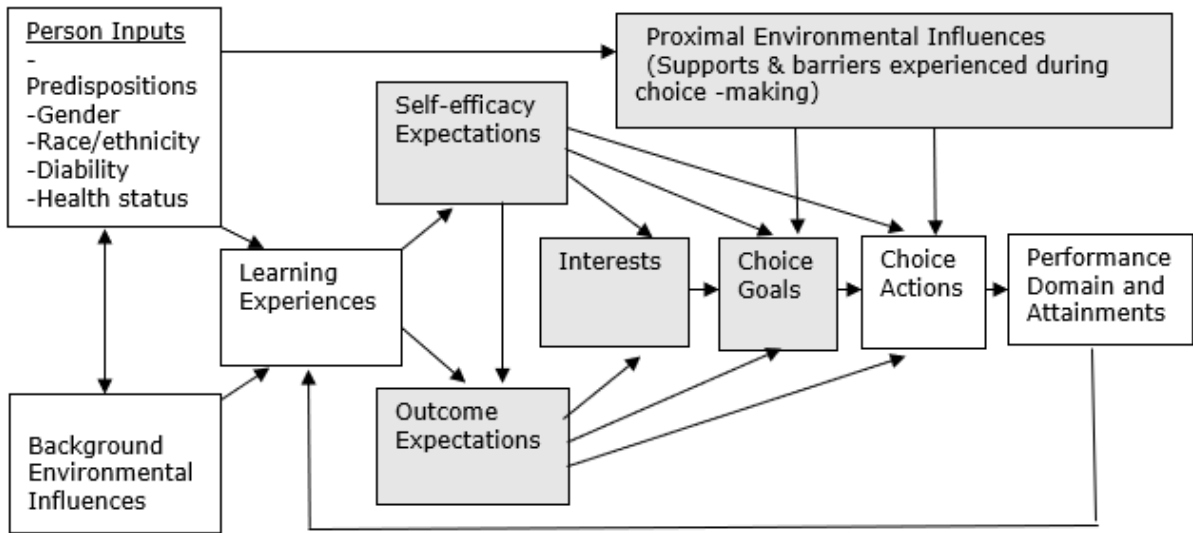 Person Inputs
-
Predispositions
-Gender
-Race/ethnicity
-Diability
-Health status
Proximal Environmental Influences
(Supports & barriers experienced during
choice -making)
Self-efficacy
Expectations
Learning
Experiences
Interests
Choice
Goals
Choice
Actions
Performance
Domain and
Attainments
Outcome
Expectations
Background
Environmental
Influences